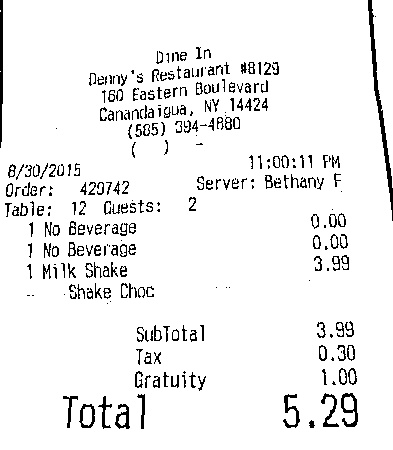 Dine In
Denny's Restaurant #8129
160 Eastern Boulevard
Canandaigua, NY 14424
(585) 394-4880
(    )    -
8/30/2015 11:00:11 PM
Order: 429742 Server: Bethany F
Table: 12 Guests: 2
1 No Beverage 0.00
1 No Beverage 0.00
1 Milk Shake 3.99
-- Shake Choc
SubTotal 3.99
Tax 0.30
Gratuity 1.00
Total 5.29